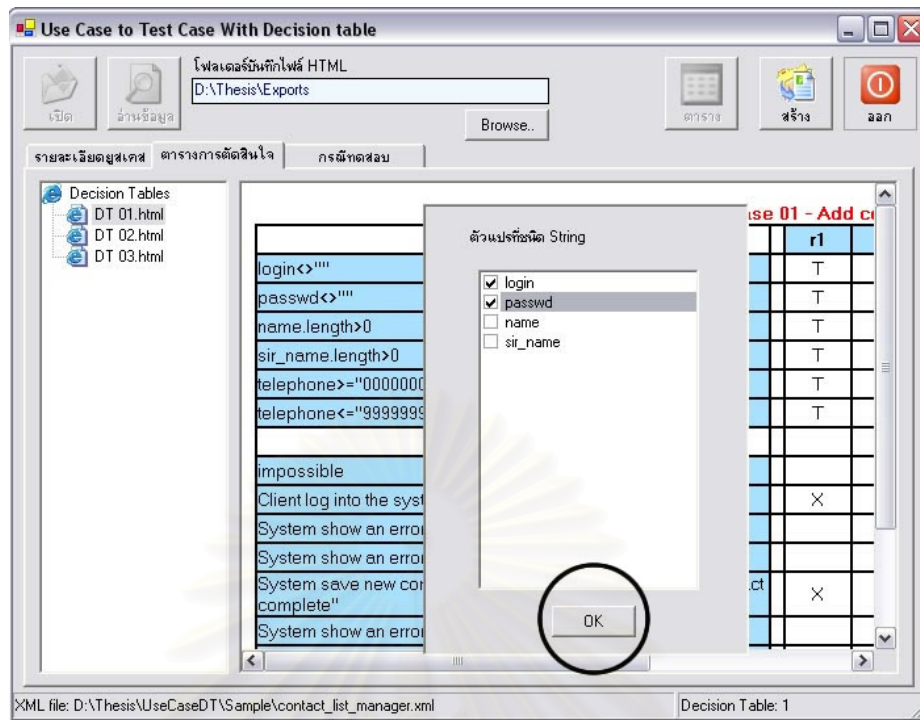 Use Case to Test Case With Decision table
โฟลเดอร์บันทึกไฟล์ HTML
D:\Thesis\Exports
Browse..
เปิด
อ่านข้อมูล
ตาราง
สร้าง
ออก
รายละเอียดยูสเคส
ตารางการตัดสินใจ
กรณีทดสอบ
Decision Tables
DT 01.html
DT 02.html
DT 03.html
ase 01 - Add co
r1
login<>""
T
passwd<>""
T
name.length>0
T
sir_name.length>0
T
telephone>="0000000
T
telephone<="9999999
T
impossible
Client log into the syst
X
System show an erro
System show an erro
System save new con
ct
complete"
X
System show an erro
ตัวแปรที่ชนิด String
login
passwd
name
sir_name
OK
XML file: D:\Thesis\UseCaseDT\Sample\contact_list_manager.xml
Decision Table: 1